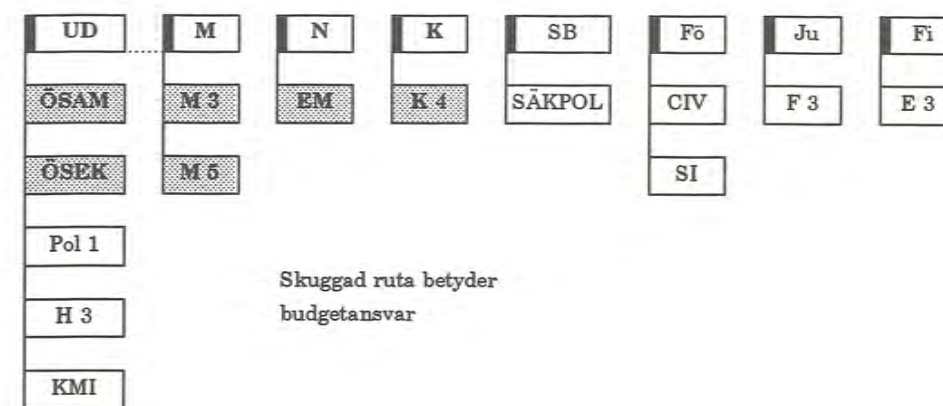 UD M N K SB Fö Ju Fi
ÖSAM M 3 EM K 4 SÄKPOL CIV F 3 E 3
ÖSEK M 5 SI
Pol 1
H 3
KMI
Skuggad ruta betyder
budgetansvar